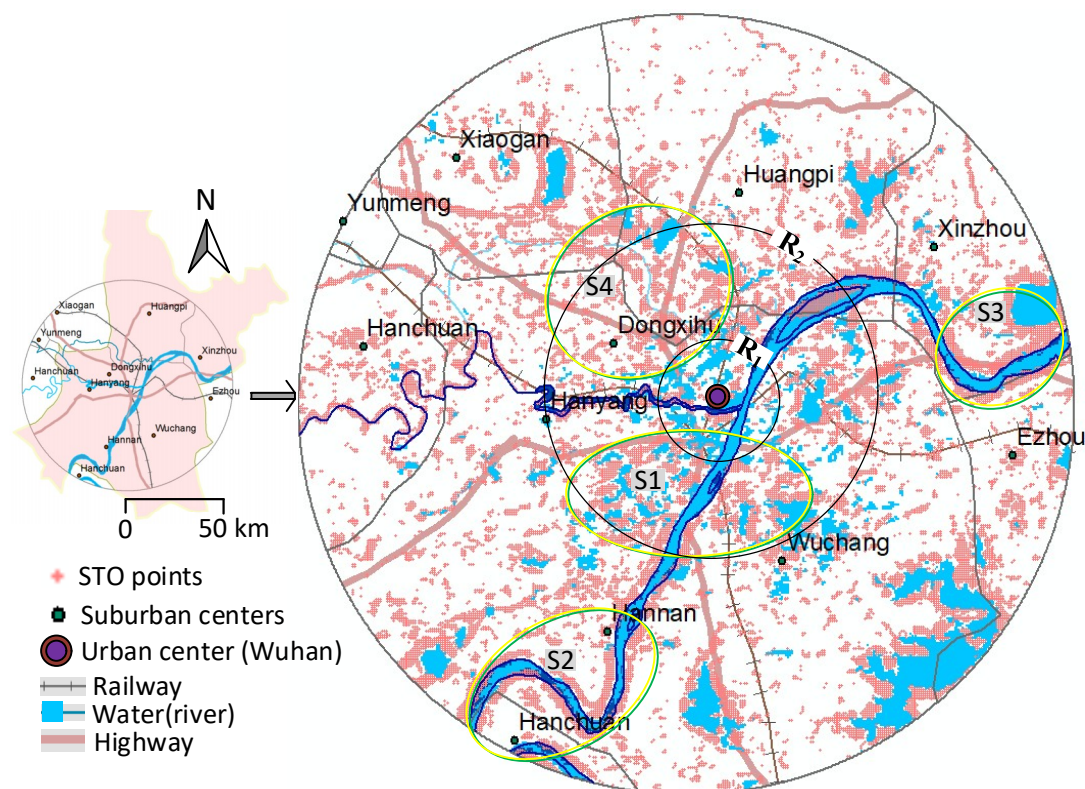 Xiaogan
Huangpi
Yunmeng
Xinzhou
R2
S4
S3
Hanchuan
Dongxihu
R1
Hanyang
Ezhou
S1
Wuchang
Hannan
S2
Hanchuan
N
Xiaogan
Huangpi
Yunmeng
Xinzhou
Hanchuan
Dongxihu
Hanyang
Ezhou
Wuchang
Hannan
Hanchuan
0 50 km
STO points
Suburban centers
Urban center (Wuhan)
Railway
Water(river)
Highway